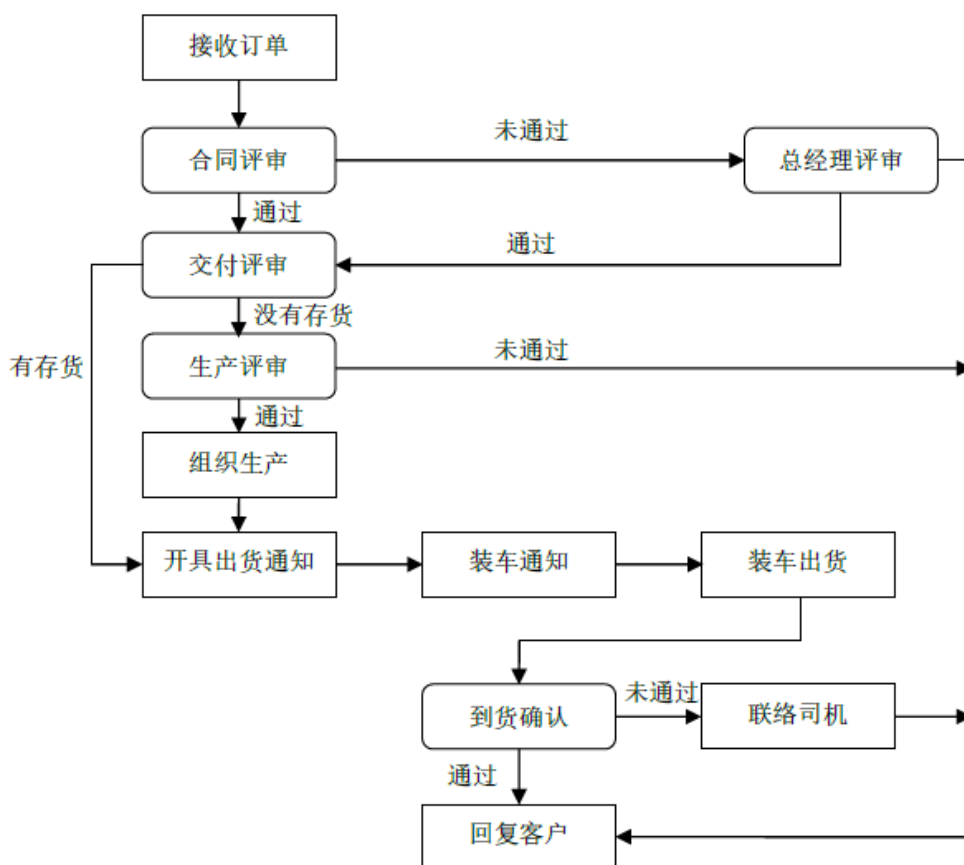 接收订单
未通过
合同评审
总经理评审
通过
通过
交付评审
没有存货
未通过
有存货
生产评审
通过
组织生产
开具出货通知
装车通知
装车出货
未通过
到货确认
联络司机
通过
回复客户